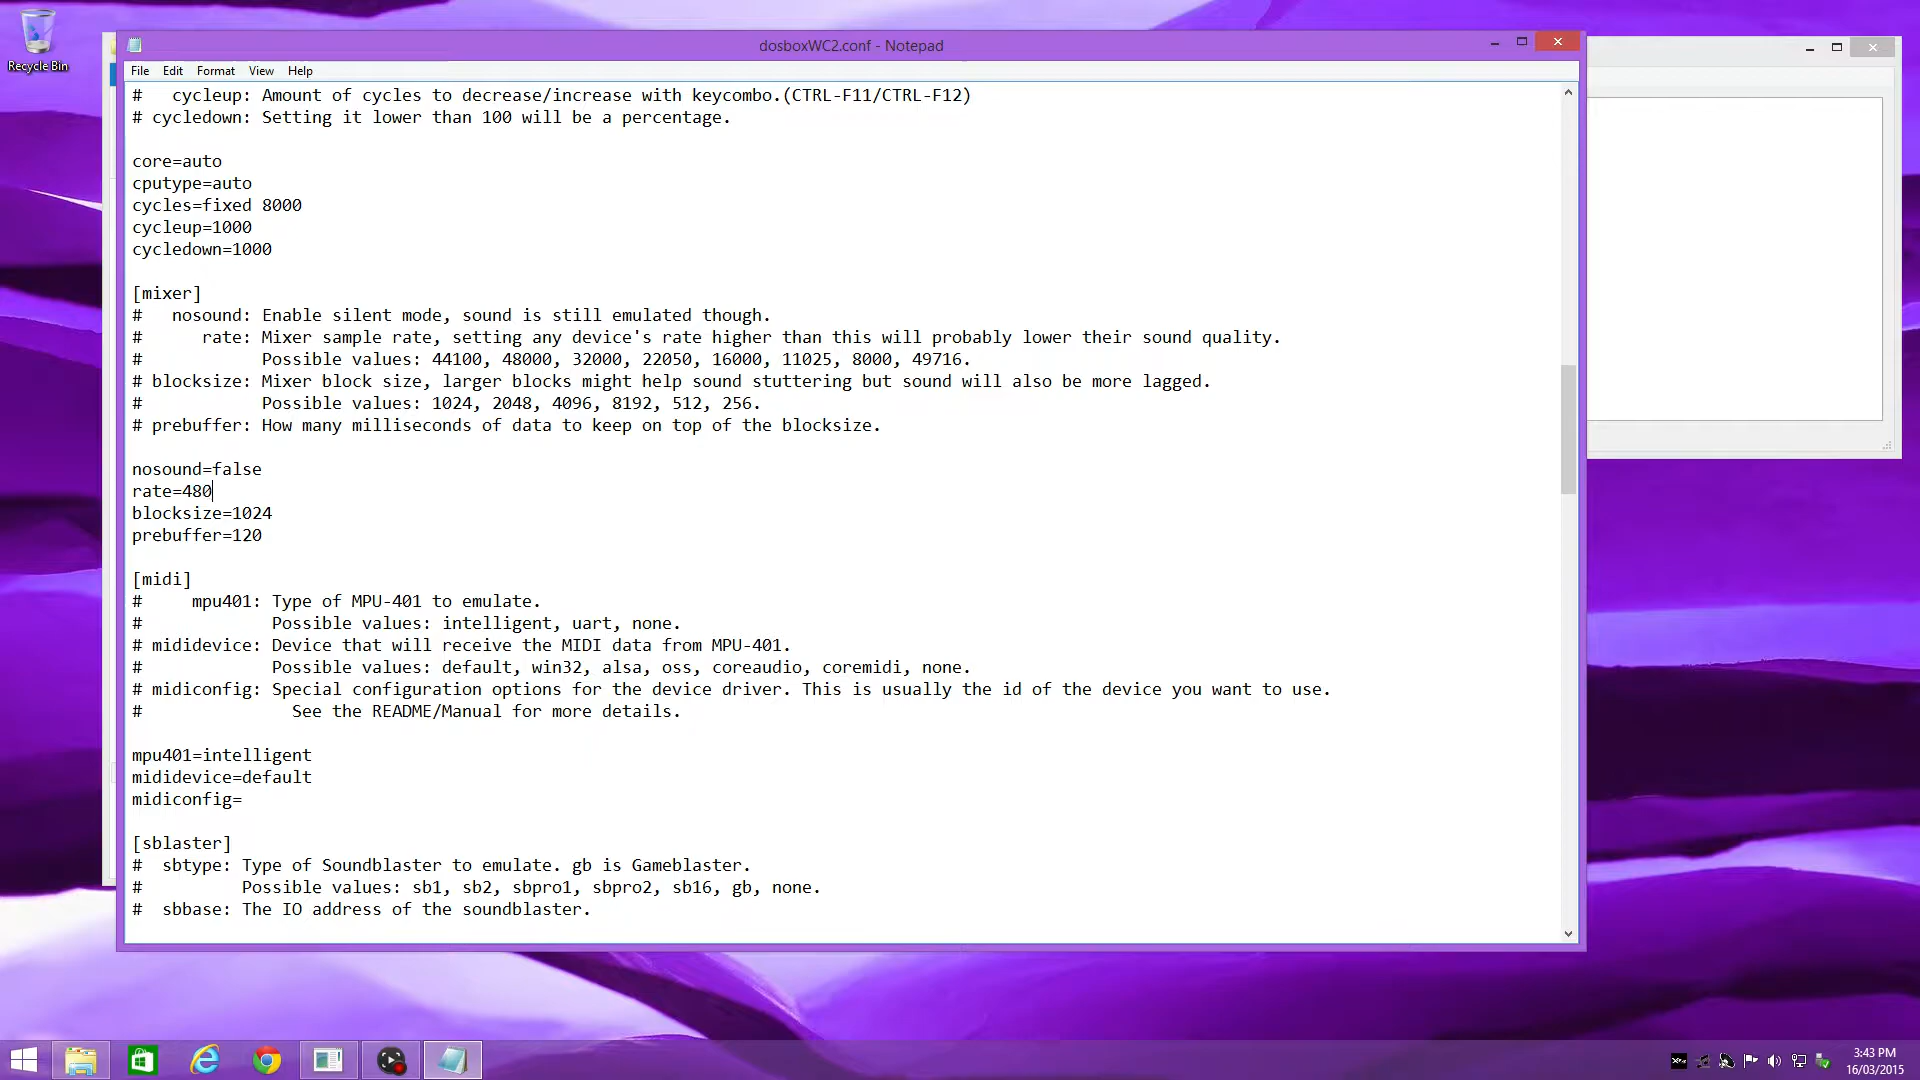 Recycle Bin
dosboxWC2.conf - Notepad
File Edit Format View Help
#   cycleup: Amount of cycles to decrease/increase with keycombo.(CTRL-F11/CTRL-F12)
# cycledown: Setting it lower than 100 will be a percentage.
core=auto
cputype=auto
cycles=fixed 8000
cycleup=1000
cycledown=1000
[mixer]
#   nosound: Enable silent mode, sound is still emulated though.
#      rate: Mixer sample rate, setting any device's rate higher than this will probably lower their sound quality.
#            Possible values: 44100, 48000, 32000, 22050, 16000, 11025, 8000, 49716.
# blocksize: Mixer block size, larger blocks might help sound stuttering but sound will also be more lagged.
#            Possible values: 1024, 2048, 4096, 8192, 512, 256.
# prebuffer: How many milliseconds of data to keep on top of the blocksize.
nosound=false
rate=480
blocksize=1024
prebuffer=120
[midi]
#     mpu401: Type of MPU-401 to emulate.
#             Possible values: intelligent, uart, none.
# mididevice: Device that will receive the MIDI data from MPU-401.
#             Possible values: default, win32, alsa, oss, coreaudio, coremidi, none.
# midiconfig: Special configuration options for the device driver. This is usually the id of the device you want to use.
#               See the README/Manual for more details.
mpu401=intelligent
mididevice=default
midiconfig=
[sblaster]
#  sbtype: Type of Soundblaster to emulate. gb is Gameblaster.
#          Possible values: sb1, sb2, sbpro1, sbpro2, sb16, gb, none.
#  sbbase: The IO address of the soundblaster.
3:43 PM
16/03/2015